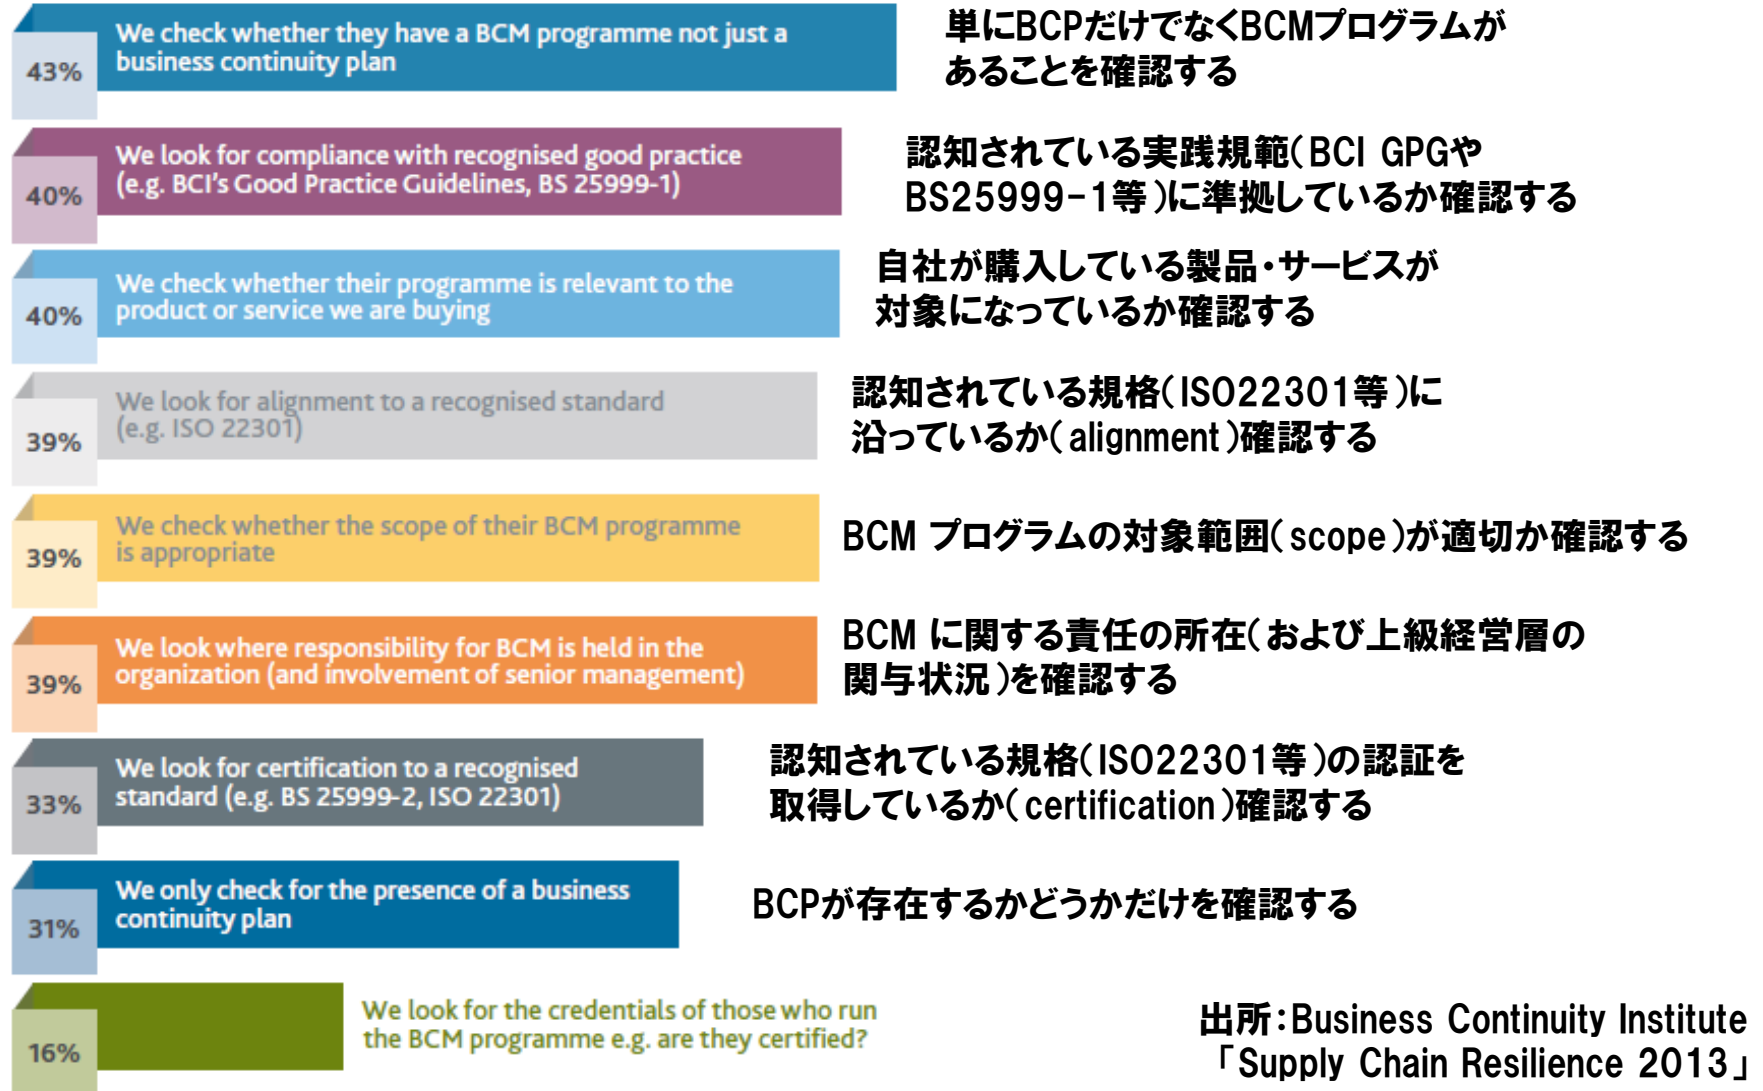 We check whether they have a BCM programme not just a
business continuity plan
43%
単にBCPだけでなくBCMプログラムが
あることを確認する
We look for compliance with recognised good practice
(e.g. BCI's Good Practice Guidelines, BS 25999-1)
40%
認知されている実践規範(BCI GPGや
BS25999-1等)に準拠しているか確認する
We check whether their programme is relevant to the
product or service we are buying
40%
自社が購入している製品・サービスが
対象になっているか確認する
We look for alignment to a recognised standard
(e.g. ISO 22301)
39%
認知されている規格(ISO22301等)に
沿っているか(alignment)確認する
We check whether the scope of their BCM programme
is appropriate
39%
BCM プログラムの対象範囲(scope)が適切か確認する
We look where responsibility for BCM is held in the
organization (and involvement of senior management)
39%
BCM に関する責任の所在(および上級経営層の
関与状況)を確認する
We look for certification to a recognised
standard (e.g. BS 25999-2, ISO 22301)
33%
認知されている規格(ISO22301等)の認証を
取得しているか(certification)確認する
We only check for the presence of a business
continuity plan
31%
BCPが存在するかどうかだけを確認する
We look for the credentials of those who run
the BCM programme e.g. are they certified?
16%
出所:Business Continuity Institute
「Supply Chain Resilience 2013」